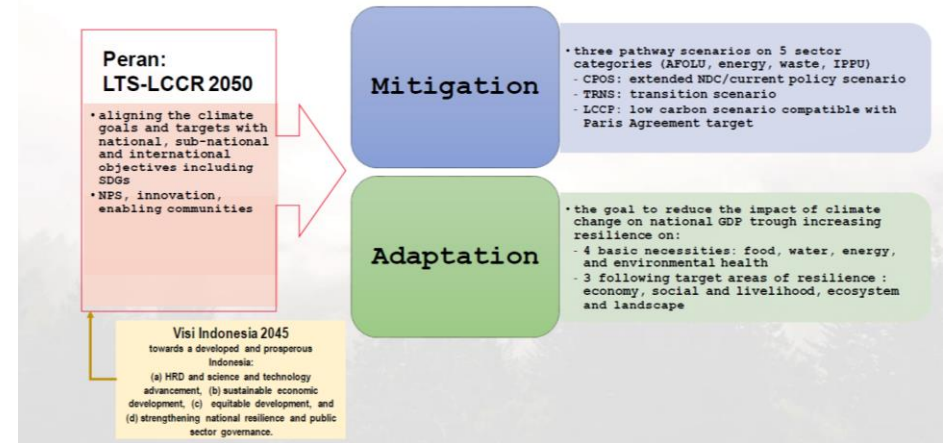 Peran:
LTS-LCCR 2050
•aligning the climate
goals and targets with
national, sub-national
and international
objectives including
SDGs
•NPS, innovation,
enabling communities
Visi Indonesia 2045
towards a developed and prosperous
Indonesia:
(a) HRD and science and technology
advancement, (b) sustainable economic
development, (c) equitable development, and
(d) strengthening national resilience and public
sector governance.
Mitigation
•three pathway scenarios on 5 sector
categories (AFOLU, energy, waste, IPPU)
- CPOS: extended NDC/current policy scenario
- TRNS: transition scenario
- LCCP: low carbon scenario compatible with
Paris Agreement target
Adaptation
•the goal to reduce the impact of climate
change on national GDP trough increasing
resilience on:
- 4 basic necessities: food, water, energy,
and environmental health
- 3 following target areas of resilience :
economy, social and livelihood, ecosystem
and landscape